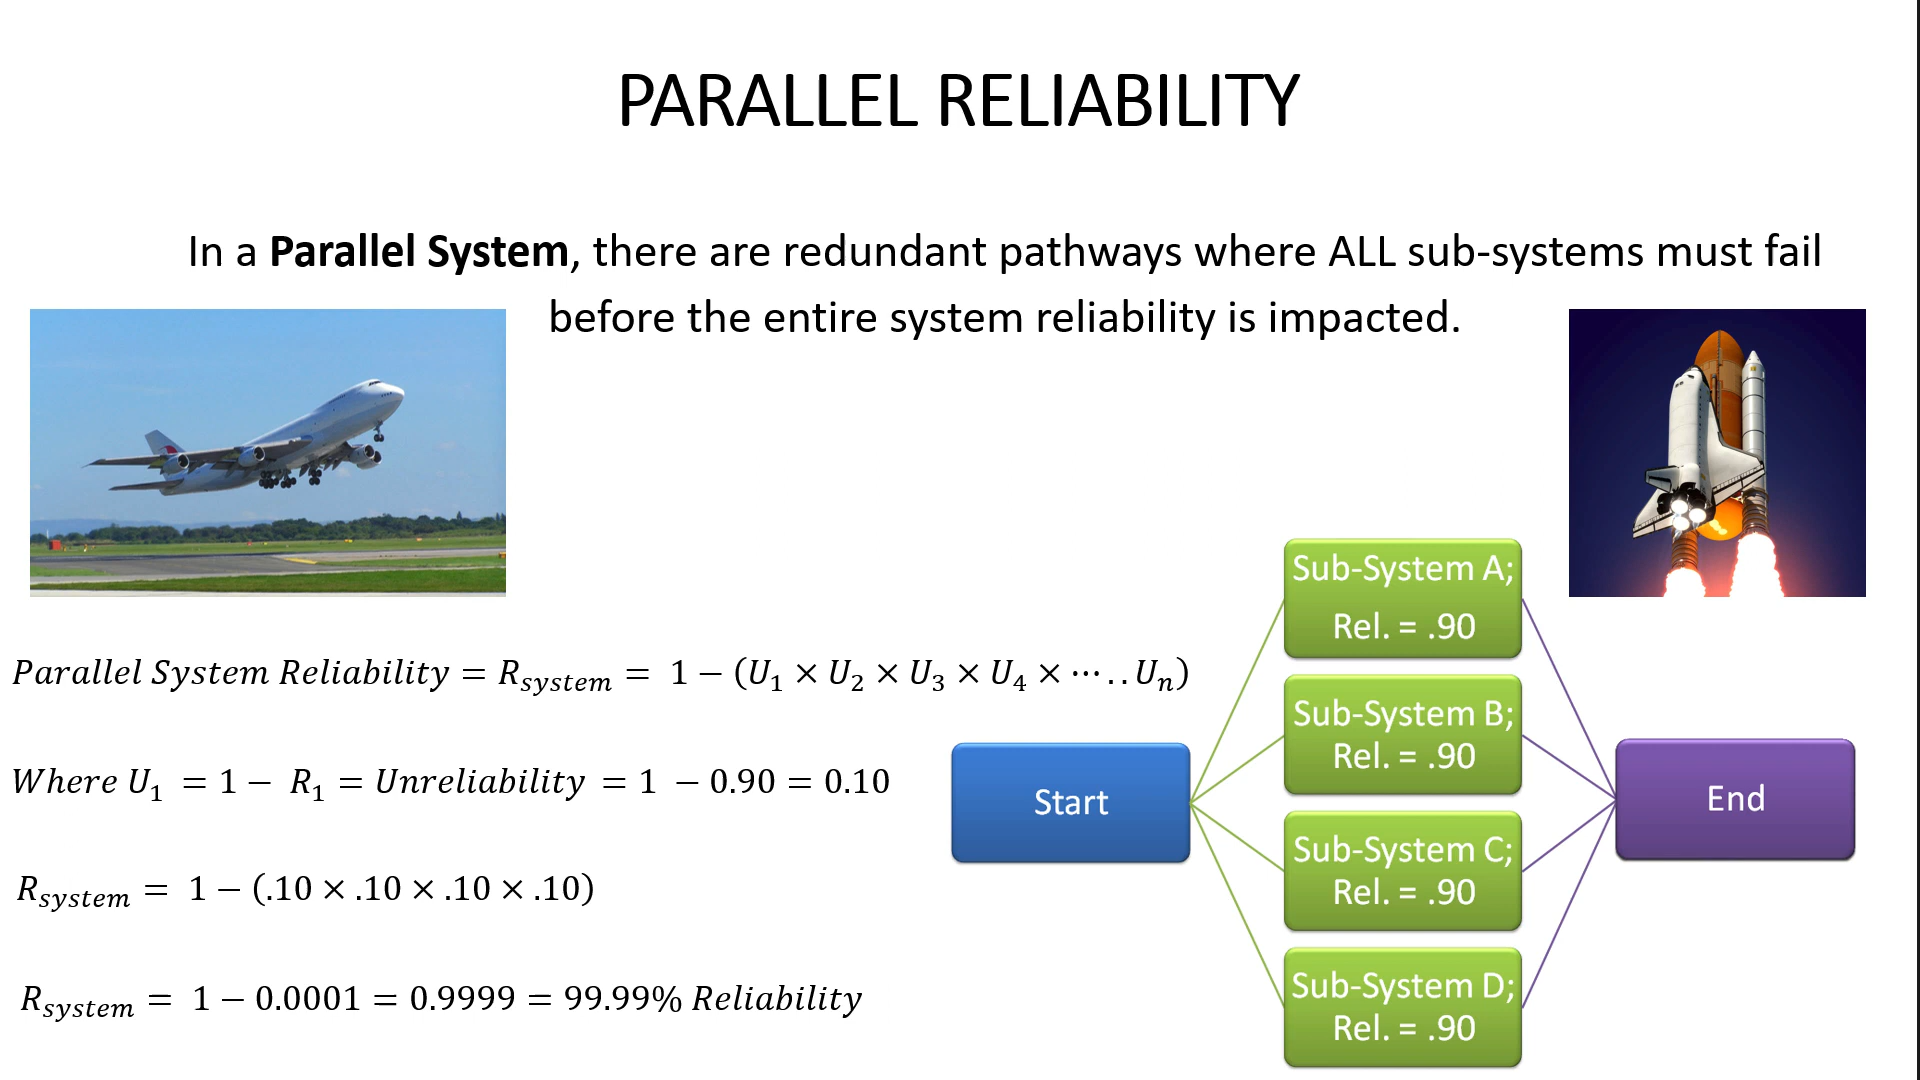 PARALLEL RELIABILITY
In a Parallel System, there are redundant pathways where ALL sub-systems must fail
before the entire system reliability is impacted.
Parallel System Reliability = R_system = 1 − (U_1 × U_2 × U_3 × U_4 × ⋯ . . U_n)
Where U_1 = 1 − R_1 = Unreliability = 1 − 0.90 = 0.10
R_system = 1 − (.10 × .10 × .10 × .10)
R_system = 1 − 0.0001 = 0.9999 = 99.99% Reliability
Start
Sub-System A;
Rel. = .90
Sub-System B;
Rel. = .90
Sub-System C;
Rel. = .90
Sub-System D;
Rel. = .90
End